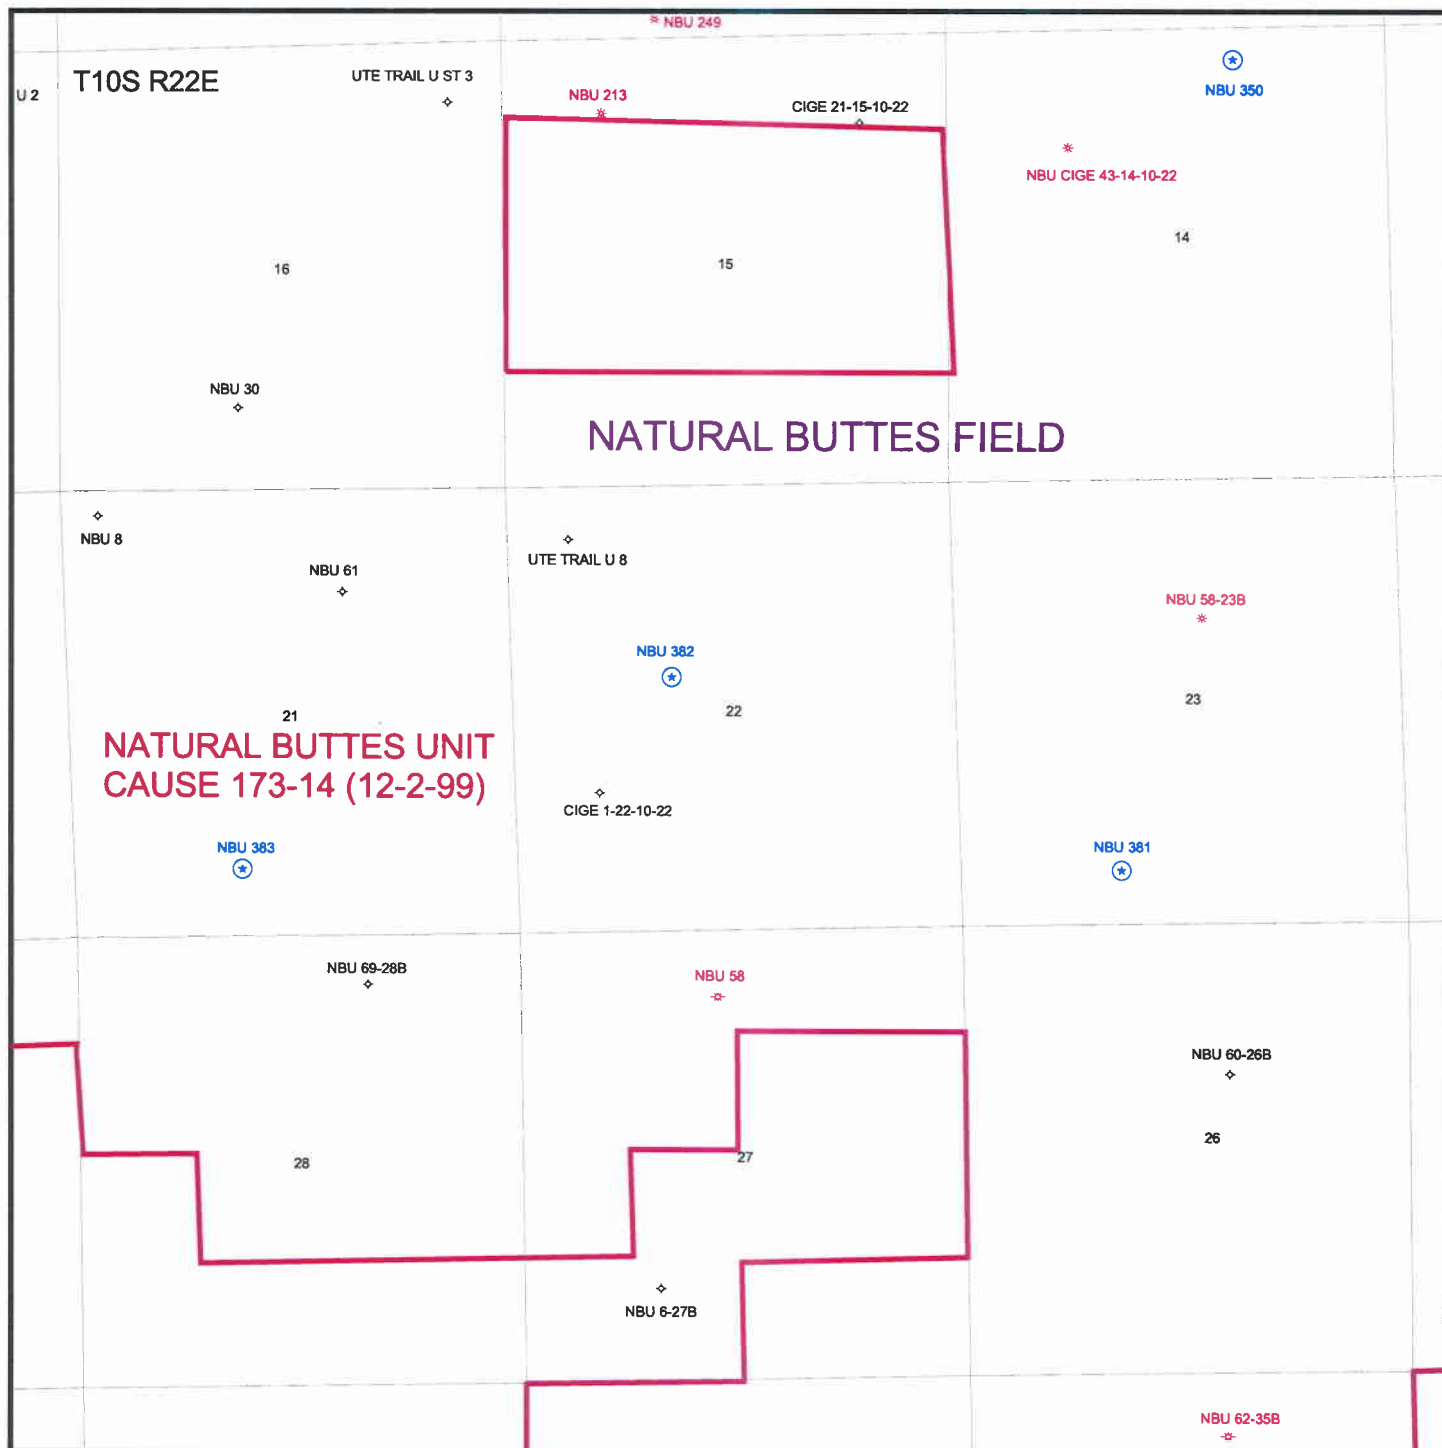 NBU 249
T10S R22E
UTE TRAIL U ST 3
U 2
NBU 213
CIGE 21-15-10-22
NBU 350
NBU CIGE 43-14-10-22
16
15
14
NBU 30
NATURAL BUTTES FIELD
NBU 8
NBU 61
UTE TRAIL U 8
NBU 58-23B
NBU 382
21
22
23
NATURAL BUTTES UNIT
CAUSE 173-14 (12-2-99)
CIGE 1-22-10-22
NBU 383
NBU 381
NBU 69-28B
NBU 58
NBU 60-26B
28
27
26
NBU 6-27B
NBU 62-35B